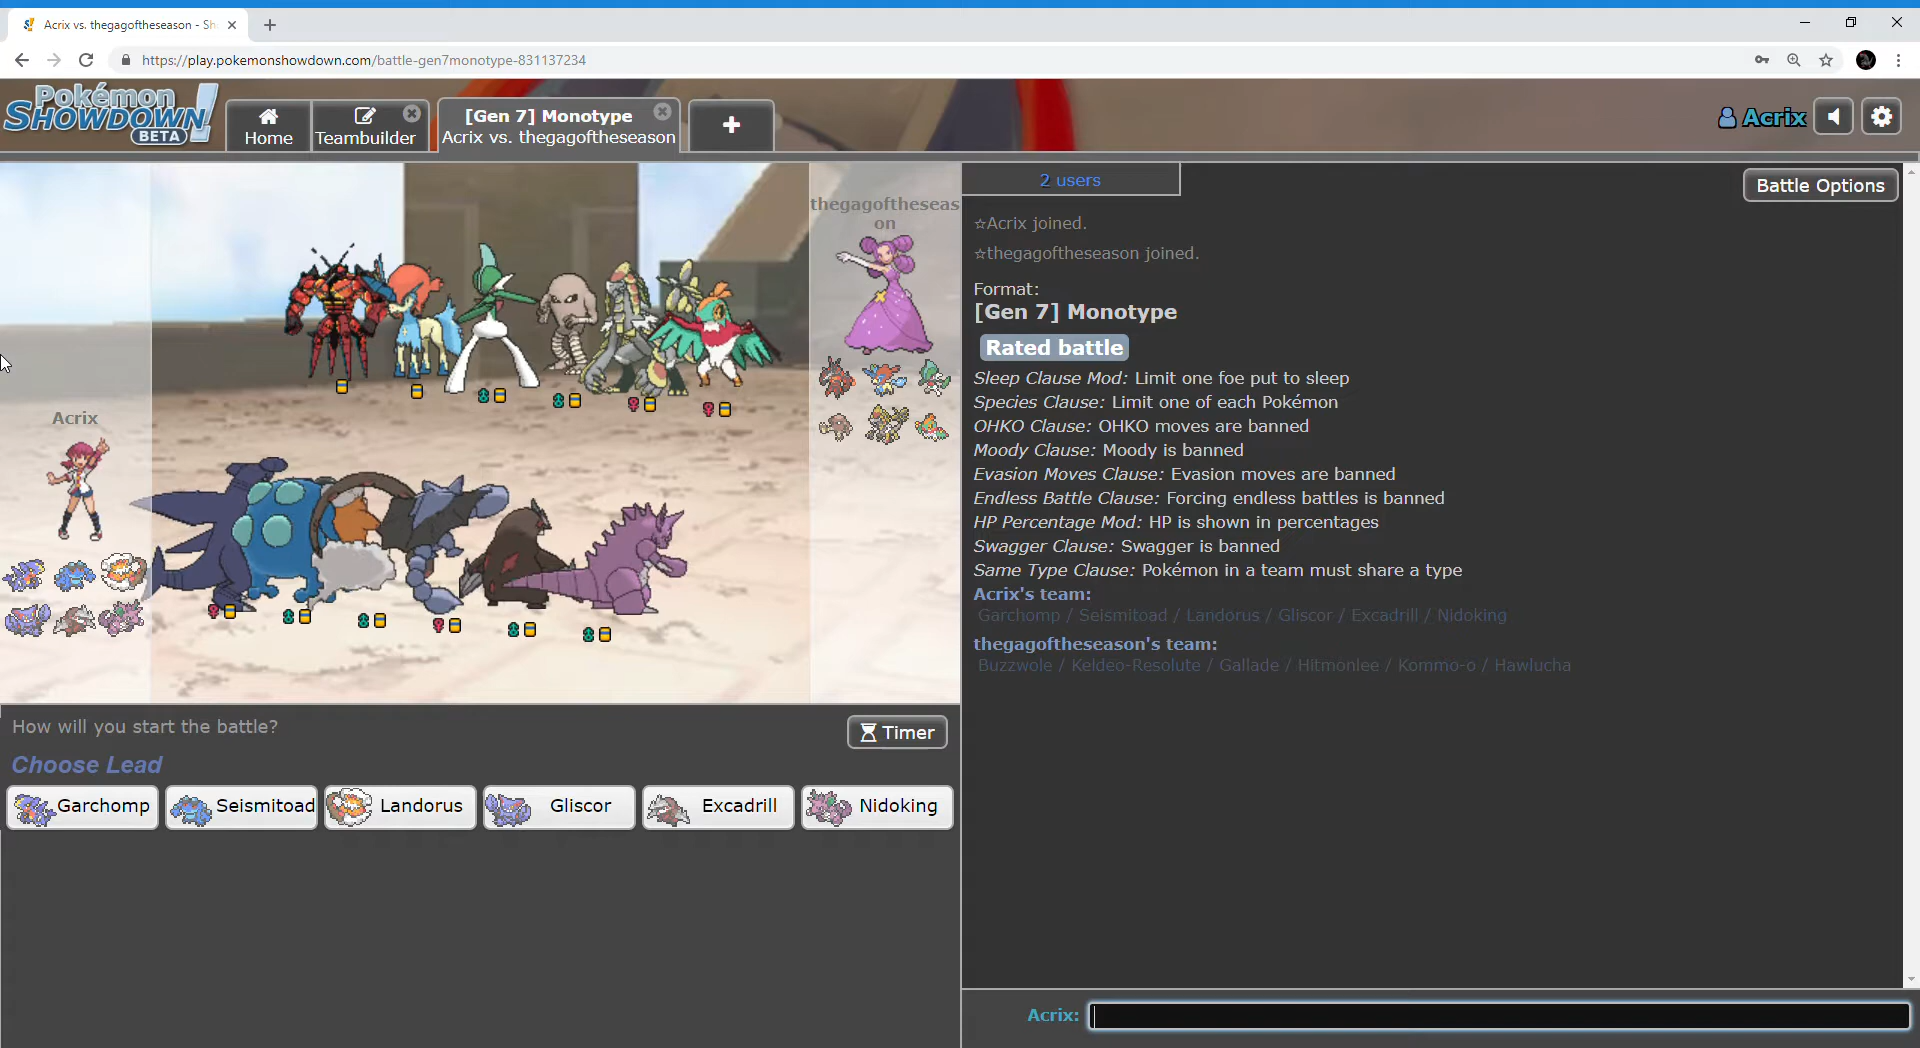 Acrix vs. thegagoftheseason - Sh
https://play.pokemonshowdown.com/battle-gen7monotype-831137234
Pokémon
SHOWDOWN!
BETA
Home
Teambuilder
[Gen 7] Monotype
Acrix vs. thegagoftheseason
Acrix
thegagoftheseas
on
Acrix
2 users
Battle Options
☆Acrix joined.
☆thegagoftheseason joined.
Format:
[Gen 7] Monotype
Rated battle
Sleep Clause Mod: Limit one foe put to sleep
Species Clause: Limit one of each Pokémon
OHKO Clause: OHKO moves are banned
Moody Clause: Moody is banned
Evasion Moves Clause: Evasion moves are banned
Endless Battle Clause: Forcing endless battles is banned
HP Percentage Mod: HP is shown in percentages
Swagger Clause: Swagger is banned
Same Type Clause: Pokémon in a team must share a type
Acrix's team:
Garchomp / Seismitoad / Landorus / Gliscor / Excadrill / Nidoking
thegagoftheseason's team:
Buzzwole / Keldeo-Resolute / Gallade / Hitmonlee / Kommo-o / Hawlucha
How will you start the battle?
Timer
Choose Lead
Garchomp
Seismitoad
Landorus
Gliscor
Excadrill
Nidoking
Acrix: